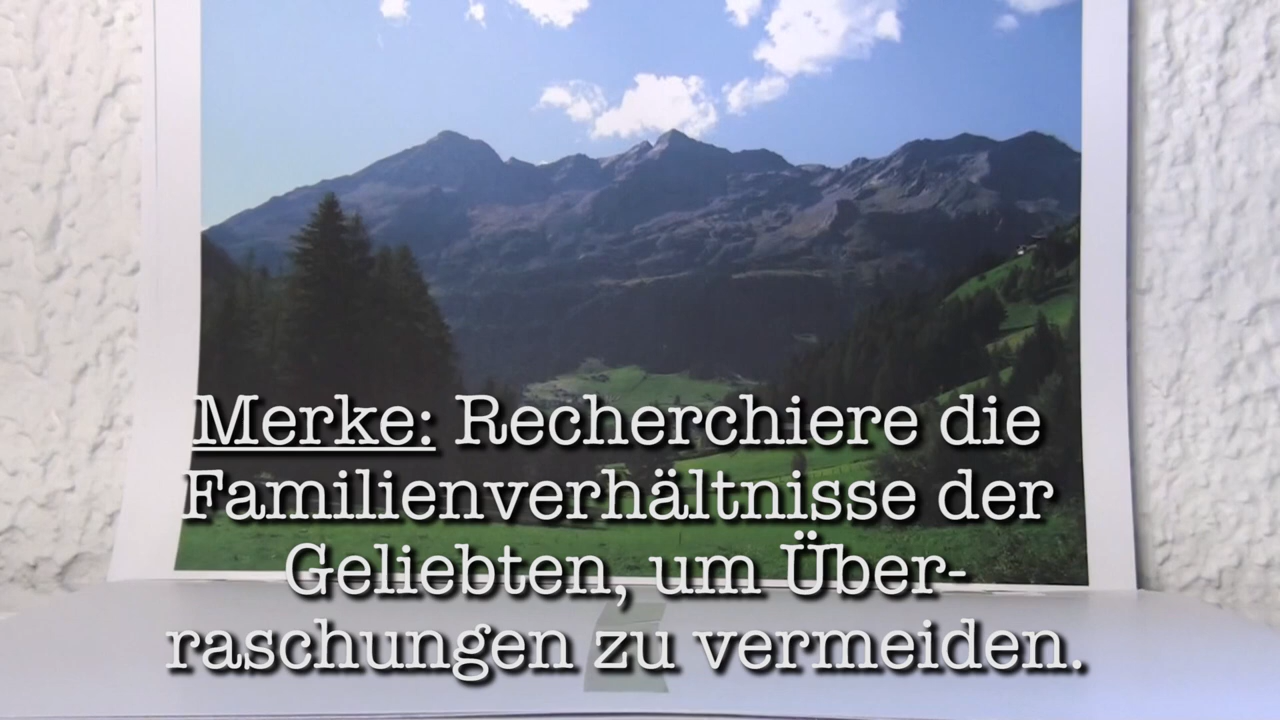 Merke: Recherchiere die
Familienverhältnisse der
Geliebten, um Über-
raschungen zu vermeiden.